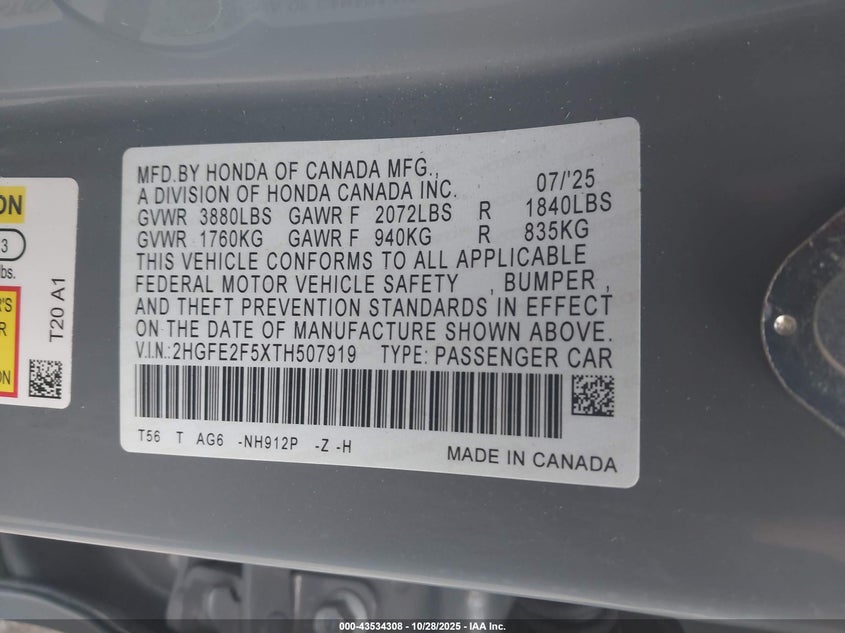 MFD.BY HONDA OF CANADA MFG.,
A DIVISION OF HONDA CANADA INC. 07/'25
GVWR 3880LBS GAWR F 2072LBS R 1840LBS
GVWR 1760KG GAWR F 940KG R 835KG
THIS VEHICLE CONFORMS TO ALL APPLICABLE
FEDERAL MOTOR VEHICLE SAFETY , BUMPER ,
AND THEFT PREVENTION STANDARDS IN EFFECT
ON THE DATE OF MANUFACTURE SHOWN ABOVE.
V.I.N.:2HGFE2F5XTH507919 TYPE: PASSENGER CAR
T56 T AG6 -NH912P -Z -H
MADE IN CANADA
ON
3
lbs.
R'S
R
ON
T20 A1
000-43534308 | 10/28/2025 - IAA Inc.